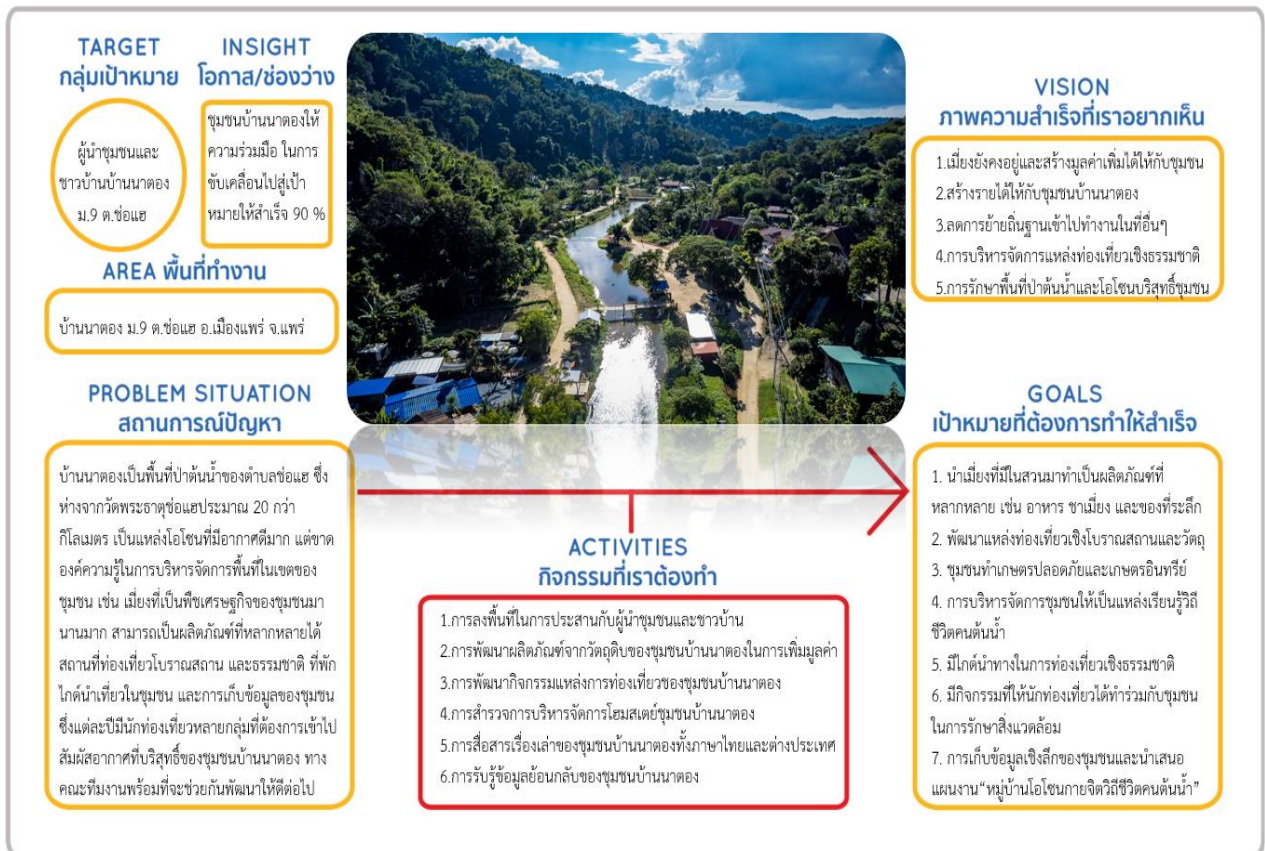 TARGET
กลุ่มเป้าหมาย
ผู้นำชุมชนและ
ชาวบ้านบ้านนาตอง
ม.9 ต.ช่อแฮ
INSIGHT
โอกาส/ช่องว่าง
ชุมชนบ้านนาตองให้
ความร่วมมือ ในการ
ขับเคลื่อนไปสู่เป้า
หมายให้สำเร็จ 90 %
AREA พื้นที่ทำงาน
บ้านนาตอง ม.9 ต.ช่อแฮ อ.เมืองแพร่ จ.แพร่
PROBLEM SITUATION
สถานการณ์ปัญหา
บ้านนาตองเป็นพื้นที่ป่าต้นน้ำของตำบลช่อแฮ ซึ่ง
ห่างจากวัดพระธาตุช่อแฮประมาณ 20 กว่า
กิโลเมตร เป็นแหล่งโอโซนที่มีอากาศดีมาก แต่ขาด
องค์ความรู้ในการบริหารจัดการพื้นที่ในเขตของ
ชุมชน เช่น เมี่ยงที่เป็นพืชเศรษฐกิจของชุมชนมา
นานมาก สามารถเป็นผลิตภัณฑ์ที่หลากหลายได้
สถานที่ท่องเที่ยวโบราณสถาน และธรรมชาติ ที่พัก
ไกด์นำเที่ยวในชุมชน และการเก็บข้อมูลของชุมชน
ซึ่งแต่ละปีมีนักท่องเที่ยวหลายกลุ่มที่ต้องการเข้าไป
สัมผัสอากาศที่บริสุทธิ์ของชุมชนบ้านนาตอง ทาง
คณะทีมงานพร้อมที่จะช่วยกันพัฒนาให้ดีต่อไป
ACTIVITIES
กิจกรรมที่เราต้องทำ
1.การลงพื้นที่ในการประสานกับผู้นำชุมชนและชาวบ้าน
2.การพัฒนาผลิตภัณฑ์จากวัตถุดิบของชุมชนบ้านนาตองในการเพิ่มมูลค่า
3.การพัฒนากิจกรรมแหล่งการท่องเที่ยวชองชุมชนบ้านนาตอง
4.การสำรวจการบริหารจัดการโฮมสเตย์ชุมชนบ้านนาตอง
5.การสื่อสารเรื่องเล่าของชุมชนบ้านนาตองทั้งภาษาไทยและต่างประเทศ
6.การรับรู้ข้อมูลย้อนกลับของชุมชนบ้านนาตอง
VISION
ภาพความสำเร็จที่เราอยากเห็น
1.เมี่ยงยังคงอยู่และสร้างมูลค่าเพิ่มได้ให้กับชุมชน
2.สร้างรายได้ให้กับชุมชนบ้านนาตอง
3.ลดการย้ายถิ่นฐานเข้าไปทำงานในที่อื่นๆ
4.การบริหารจัดการแหล่งท่องเที่ยวเชิงธรรมชาติ
5.การรักษาพื้นที่ป่าต้นน้ำและโอโซนบริสุทธิ์ชุมชน
GOALS
เป้าหมายที่ต้องการทำให้สำเร็จ
1. นำเมี่ยงที่มีในสวนมาทำเป็นผลิตภัณฑ์ที่
หลากหลาย เช่น อาหาร ชาเมี่ยง และของที่ระลึก
2. พัฒนาแหล่งท่องเที่ยวเชิงโบราณสถานและวัตถุ
3. ชุมชนทำเกษตรปลอดภัยและเกษตรอินทรีย์
4. การบริหารจัดการชุมชนให้เป็นแหล่งเรียนรู้วิถี
ชีวิตคนต้นน้ำ
5. มีไกด์นำทางในการท่องเที่ยวเชิงธรรมชาติ
6. มีกิจกรรมที่ให้นักท่องเที่ยวได้ทำร่วมกับชุมชน
ในการรักษาสิ่งแวดล้อม
7. การเก็บข้อมูลเชิงลึกของชุมชนและนำเสนอ
แผนงาน“หมู่บ้านโอโซนกายจิตวิถีชีวิตคนต้นน้ำ”